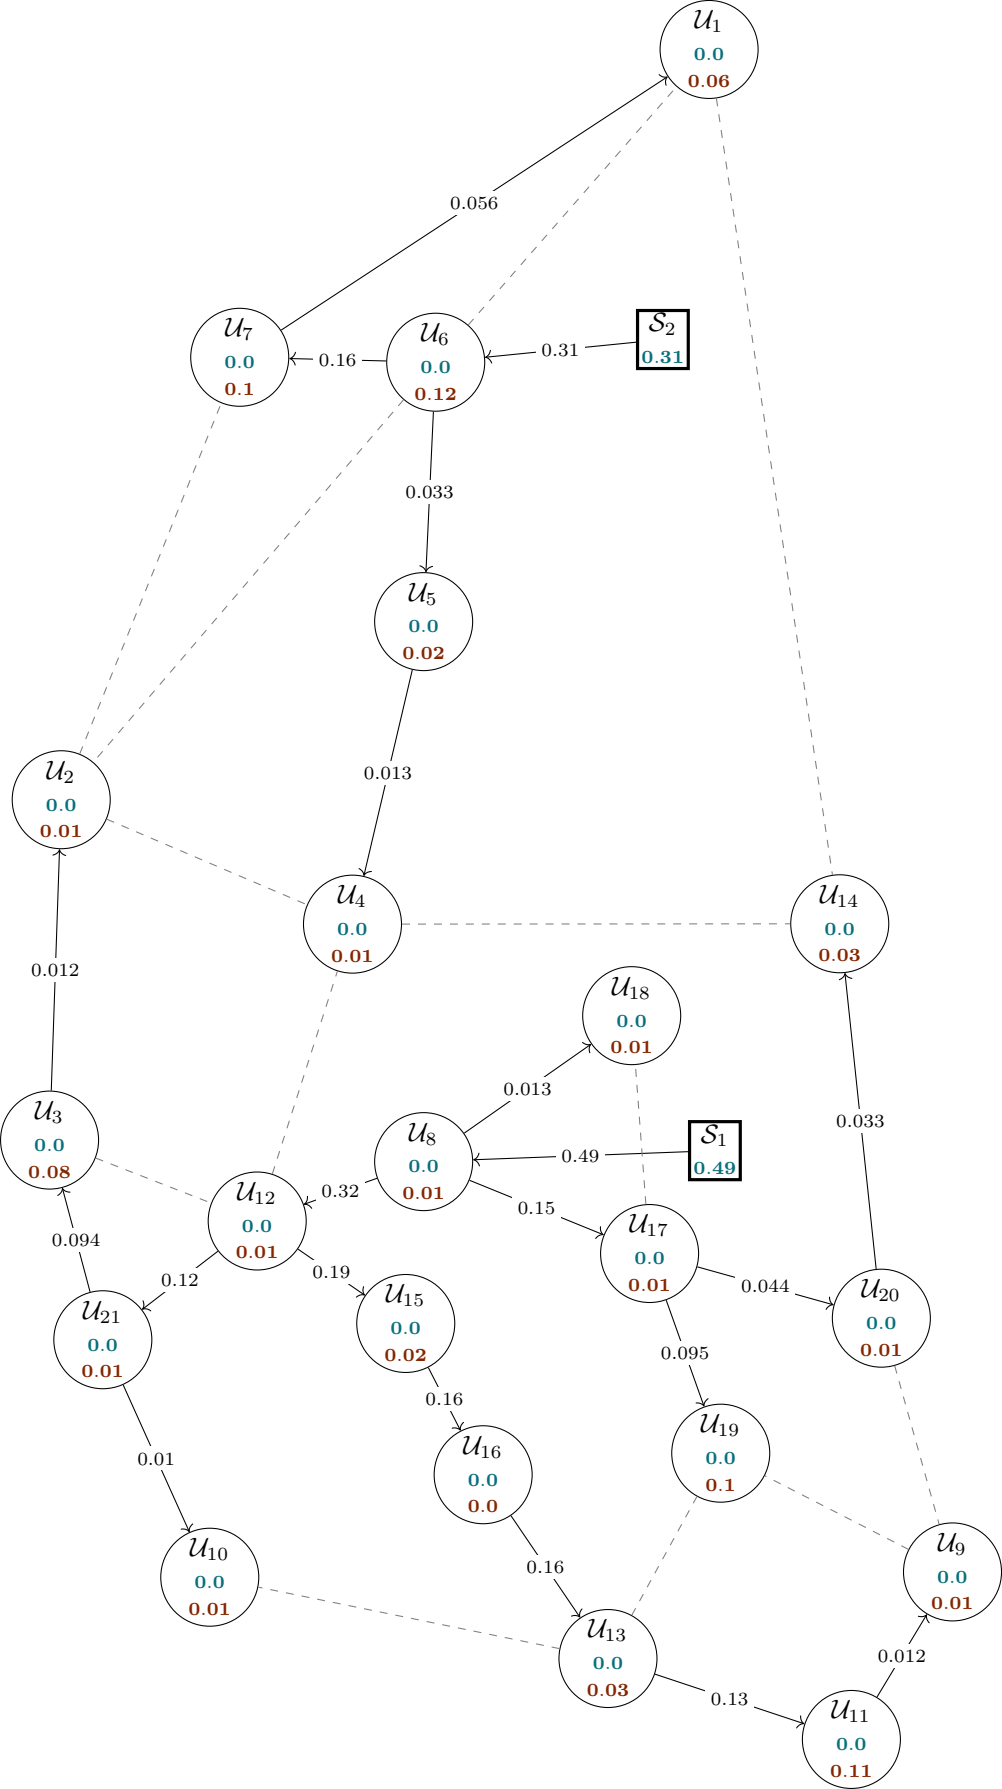 𝒰₁
0.0
0.06
0.056
𝒰₇
0.0
0.1
0.16
𝒰₆
0.0
0.12
0.31
𝒮₂
0.31
0.033
𝒰₅
0.0
0.02
0.013
𝒰₂
0.0
0.01
𝒰₄
0.0
0.01
𝒰₁₄
0.0
0.03
0.012
𝒰₁₈
0.0
0.01
0.013
0.033
𝒰₃
0.0
0.08
𝒰₈
0.0
0.01
0.49
𝒮₁
0.49
0.32
𝒰₁₂
0.0
0.01
0.15
𝒰₁₇
0.0
0.01
0.094
0.12
0.19
0.044
𝒰₂₁
0.0
0.01
𝒰₁₅
0.0
0.02
𝒰₂₀
0.0
0.01
0.095
0.16
𝒰₁₉
0.0
0.1
0.01
𝒰₁₆
0.0
0.0
𝒰₁₀
0.0
0.01
0.16
𝒰₉
0.0
0.01
𝒰₁₃
0.0
0.03
0.012
0.13
𝒰₁₁
0.0
0.11